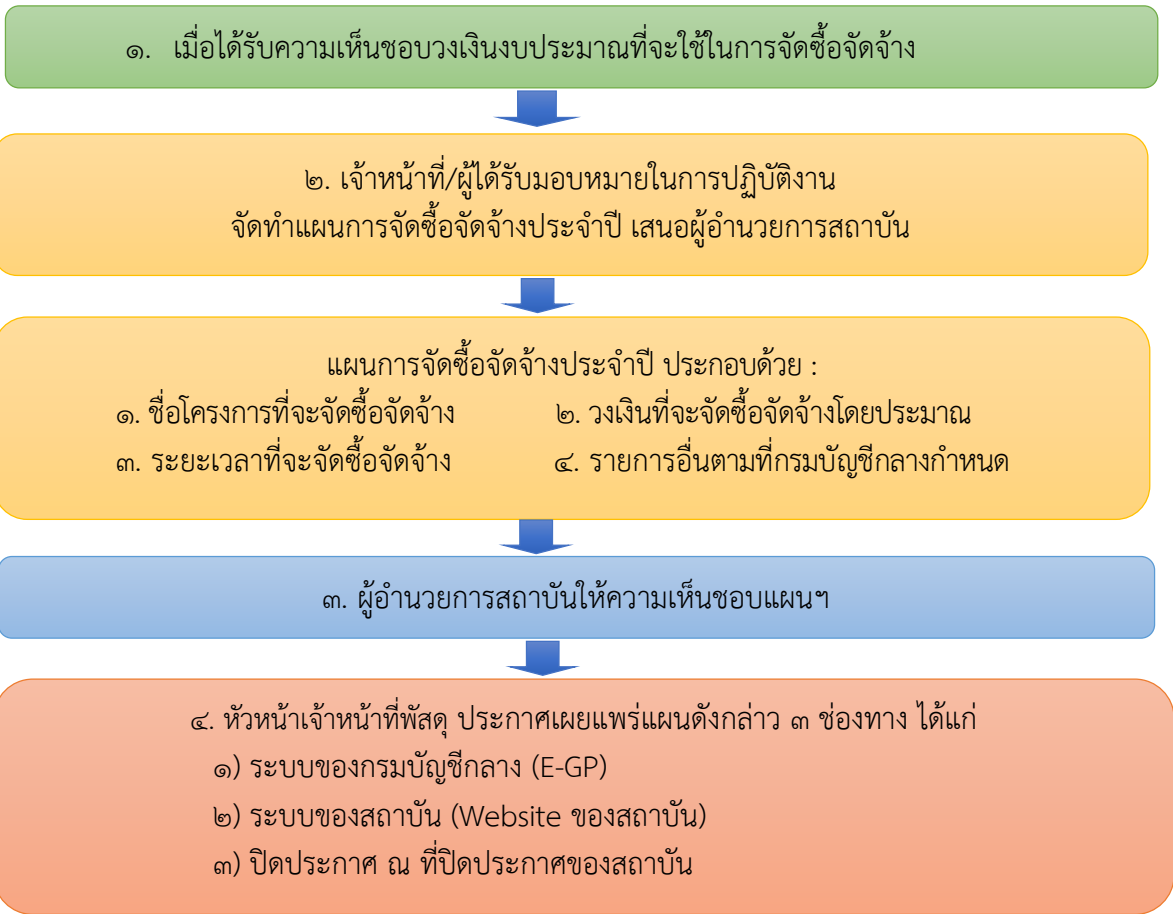 ๑. เมื่อได้รับความเห็นชอบวงเงินงบประมาณที่จะใช้ในการจัดซื้อจัดจ้าง
๒. เจ้าหน้าที่/ผู้ได้รับมอบหมายในการปฏิบัติงาน
จัดทำแผนการจัดซื้อจัดจ้างประจำปี เสนอผู้อำนวยการสถาบัน
แผนการจัดซื้อจัดจ้างประจำปี ประกอบด้วย :
๑. ชื่อโครงการที่จะจัดซื้อจัดจ้าง ๒. วงเงินที่จะจัดซื้อจัดจ้างโดยประมาณ
๓. ระยะเวลาที่จะจัดซื้อจัดจ้าง ๔. รายการอื่นตามที่กรมบัญชีกลางกำหนด
๓. ผู้อำนวยการสถาบันให้ความเห็นชอบแผนฯ
๔. หัวหน้าเจ้าหน้าที่พัสดุ ประกาศเผยแพร่แผนดังกล่าว ๓ ช่องทาง ได้แก่
๑) ระบบของกรมบัญชีกลาง (E-GP)
๒) ระบบของสถาบัน (Website ของสถาบัน)
๓) ปิดประกาศ ณ ที่ปิดประกาศของสถาบัน